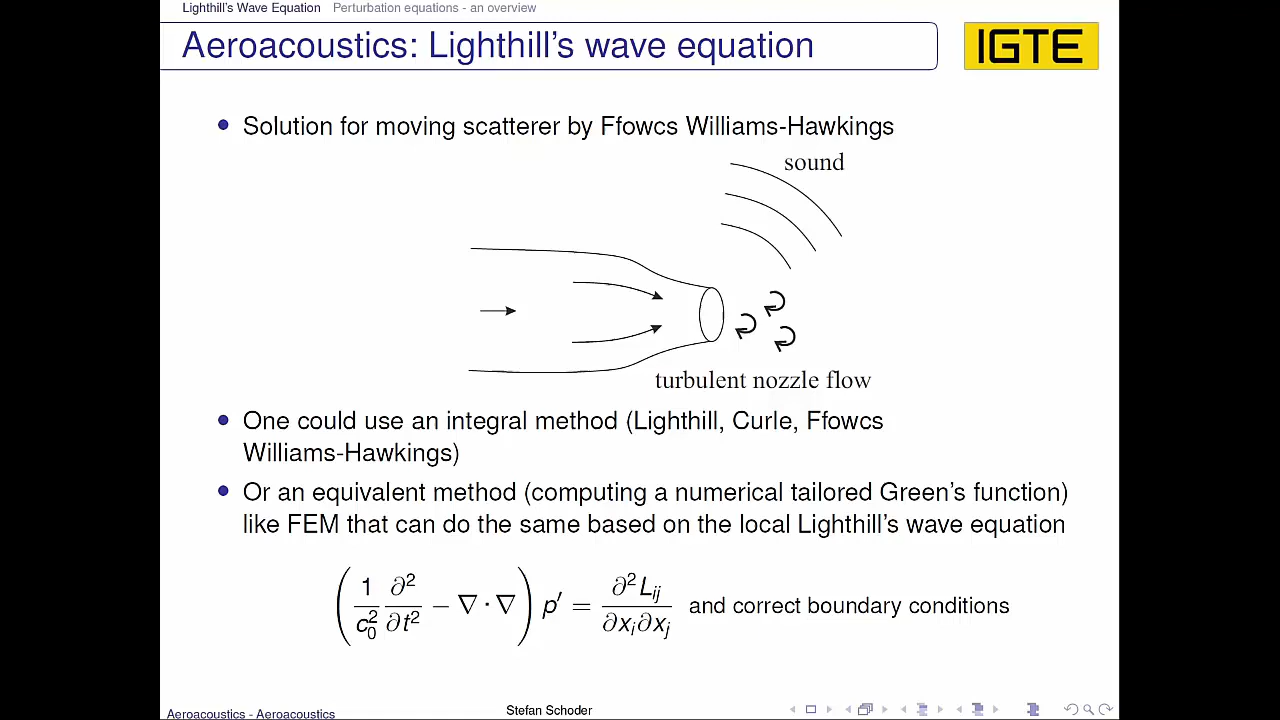 Lighthill's Wave Equation Perturbation equations - an overview
Aeroacoustics: Lighthill's wave equation
IGTE
• Solution for moving scatterer by Ffowcs Williams-Hawkings
sound
turbulent nozzle flow
• One could use an integral method (Lighthill, Curle, Ffowcs
Williams-Hawkings)
• Or an equivalent method (computing a numerical tailored Green's function)
like FEM that can do the same based on the local Lighthill's wave equation
(1/c₀² ∂²/∂t² − ∇ · ∇) p′ = ∂²Lᵢⱼ/∂xᵢ∂xⱼ and correct boundary conditions
Aeroacoustics - Aeroacoustics Stefan Schoder